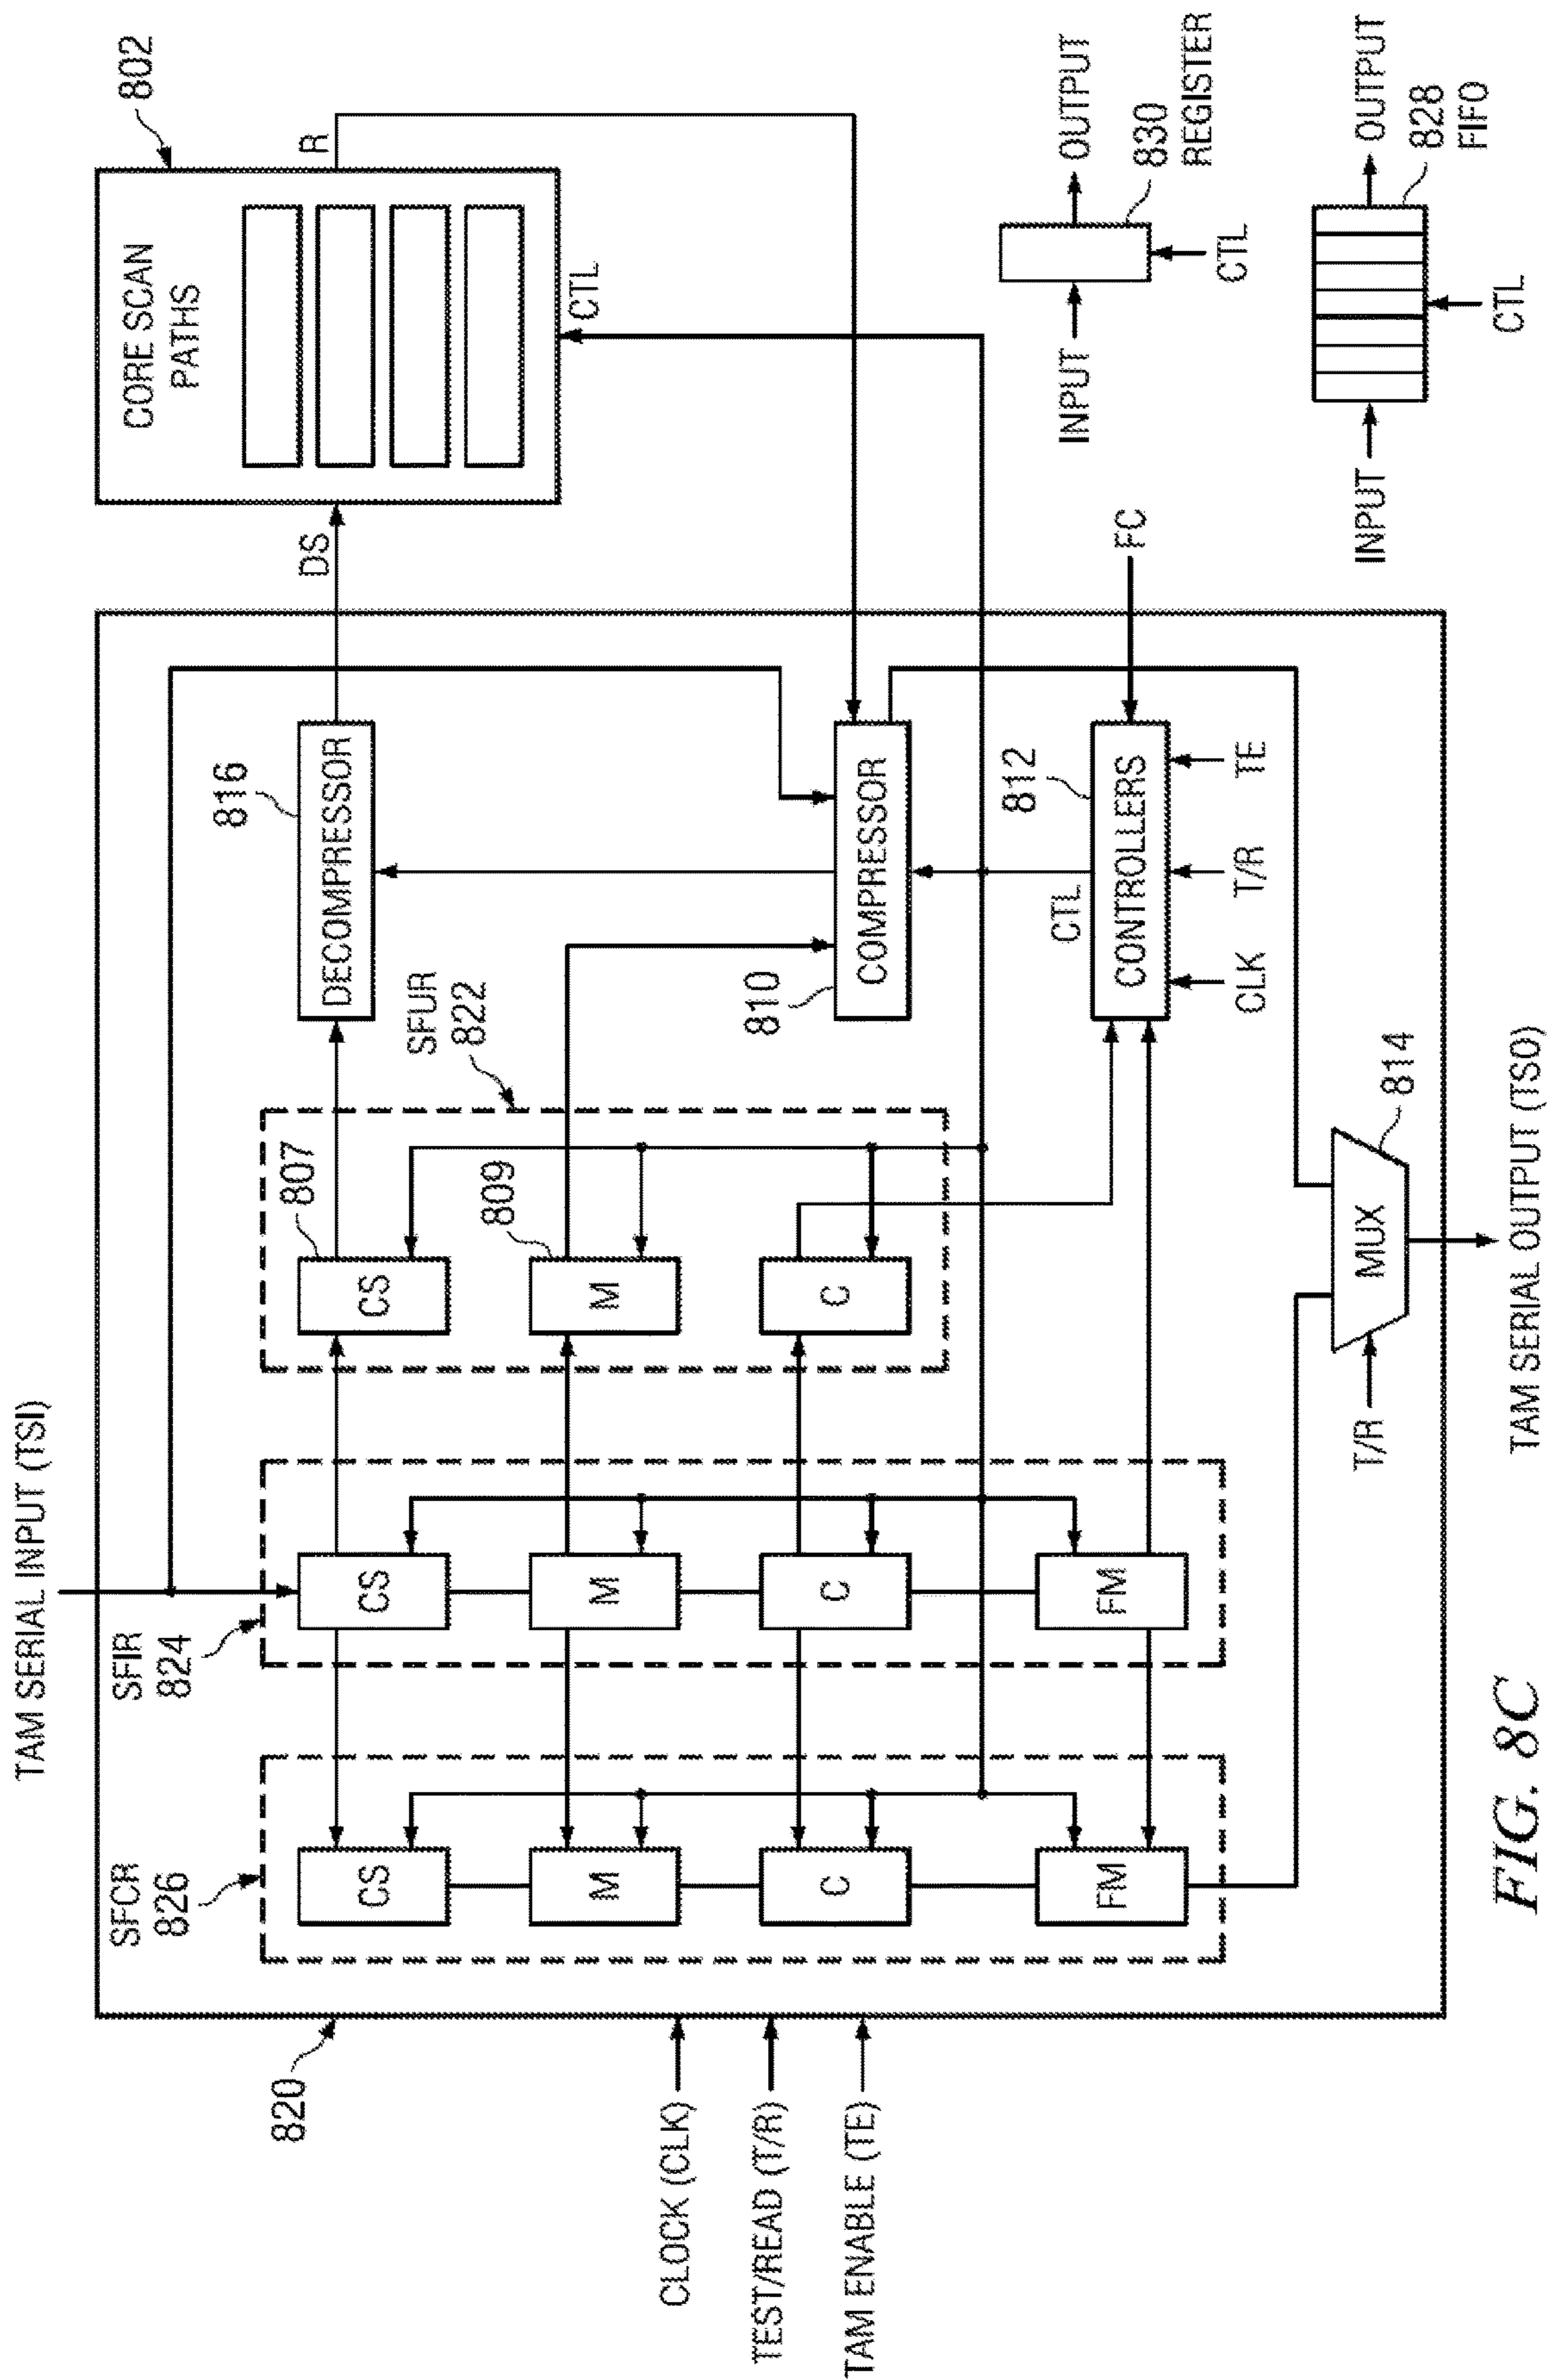 TAM SERIAL INPUT (TSI)
802
CORE SCAN
PATHS
R
DS
CTL
816
DECOMPRESSOR
SFCR
826
SFIR
824
807
CS
CS
CS
SFUR
822
809
M
M
M
810
COMPRESSOR
C
C
C
CTL
812
CONTROLLERS
FC
FM
FM
CLK
T/R
TE
820
CLOCK (CLK)
TEST/READ (T/R)
TAM ENABLE (TE)
T/R
MUX
814
TAM SERIAL OUTPUT (TSO)
INPUT
OUTPUT
830
REGISTER
CTL
INPUT
OUTPUT
828
FIFO
CTL
FIG. 8C